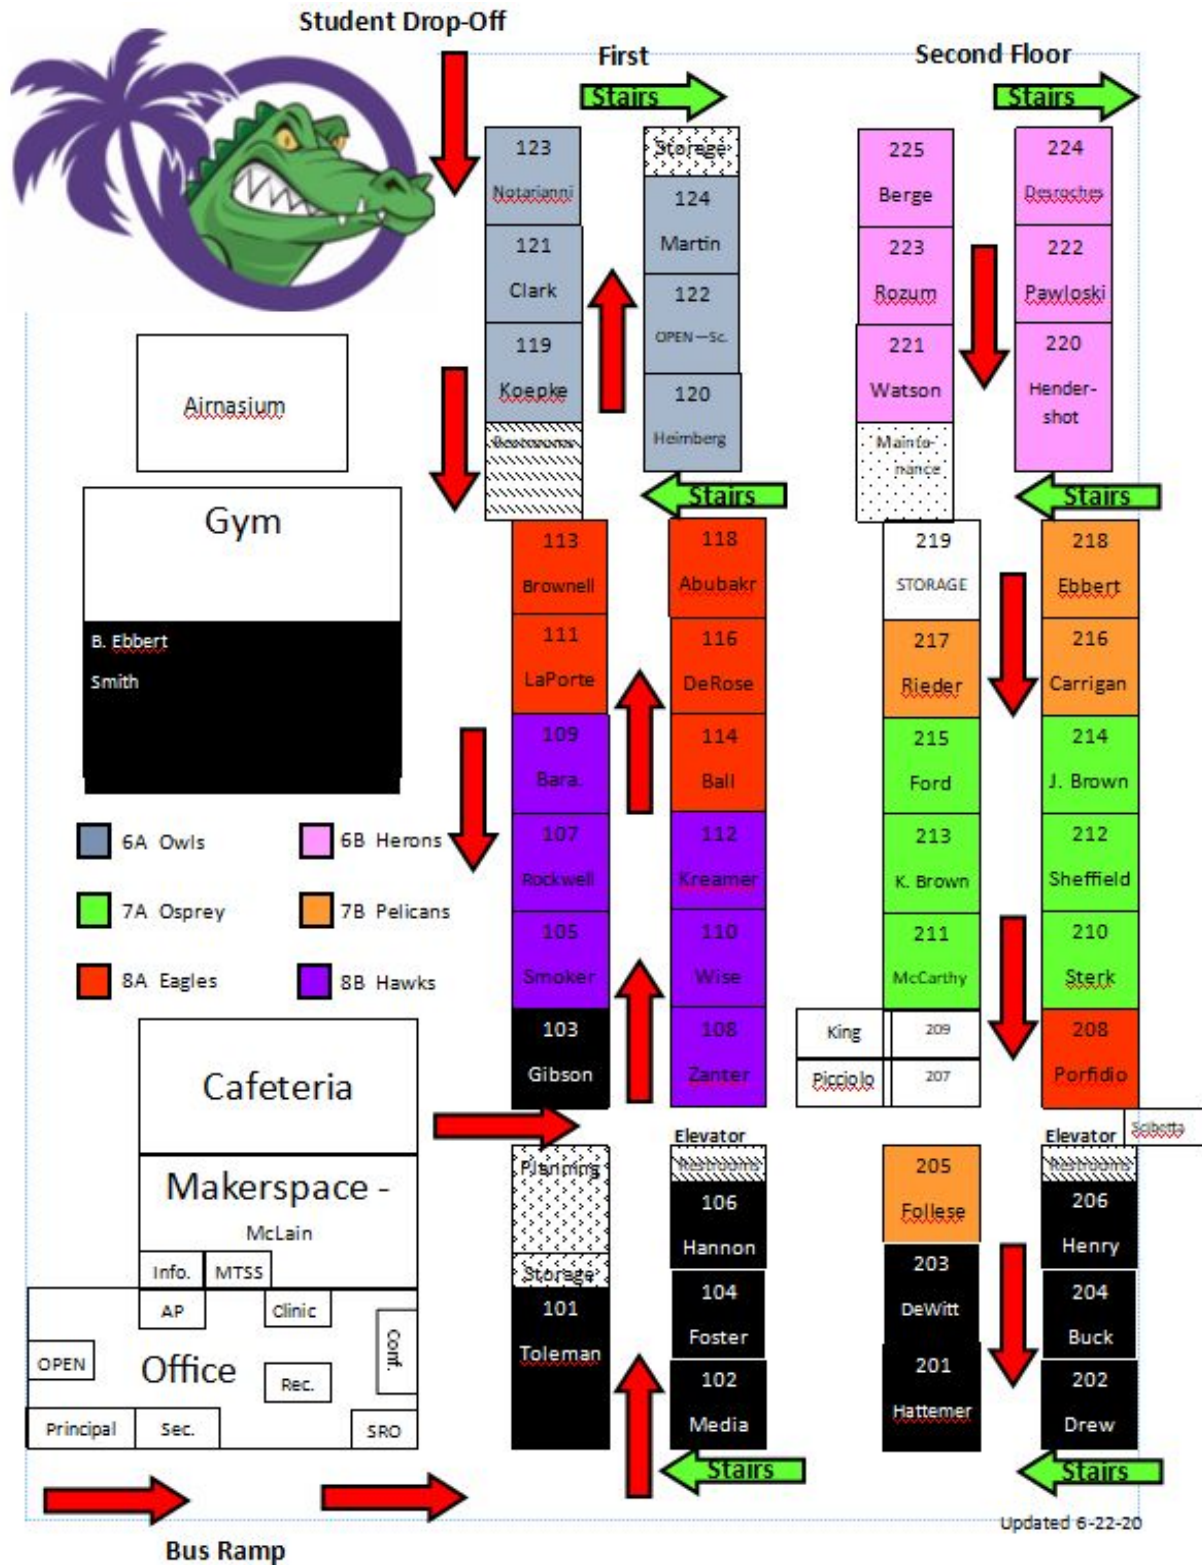 Student Drop-Off
First
Second Floor
Stairs
Stairs
123
Notarianni
121
Clark
119
Koepke
Restrooms
Storage
124
Martin
122
OPEN—Sc.
120
Heimberg
Stairs
225
Berge
223
Rozum
221
Watson
Mainte-
nance
224
Desroches
222
Pawloski
220
Hender-
shot
Stairs
Airnasium
Gym
B. Ebbert
Smith
6A Owls
6B Herons
7A Osprey
7B Pelicans
8A Eagles
8B Hawks
113
Brownell
111
LaPorte
109
Bara.
107
Rockwell
105
Smoker
103
Gibson
118
Abubakr
116
DeRose
114
Ball
112
Kreamer
110
Wise
108
Zanter
219
STORAGE
217
Rieder
215
Ford
213
K. Brown
211
McCarthy
King
209
Picciolo
207
218
Ebbert
216
Carrigan
214
J. Brown
212
Sheffield
210
Sterk
208
Porfidio
Scibetta
Cafeteria
Makerspace -
McLain
Info.
MTSS
AP
Clinic
Conf.
OPEN
Office
Rec.
Principal
Sec.
SRO
Planning
Storage
101
Toleman
Elevator
Restrooms
106
Hannon
104
Foster
102
Media
Stairs
205
Follese
203
DeWitt
201
Hattemer
Elevator
Restrooms
206
Henry
204
Buck
202
Drew
Stairs
Updated 6-22-20
Bus Ramp